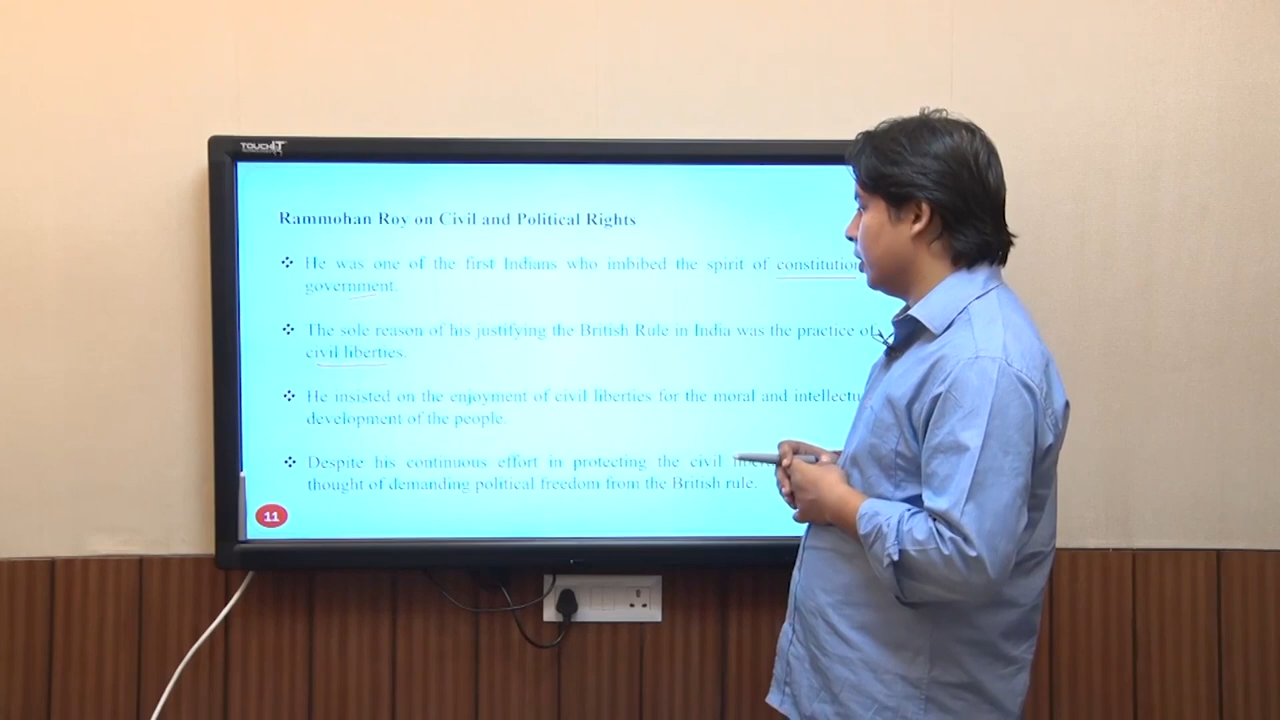 TOUCHIT
Rammohan Roy on Civil and Political Rights
❖ He was one of the first Indians who imbibed the spirit of constitution
government.
❖ The sole reason of his justifying the British Rule in India was the practice of
civil liberties.
❖ He insisted on the enjoyment of civil liberties for the moral and intellectu
development of the people.
❖ Despite his continuous effort in protecting the civil
thought of demanding political freedom from the British rule.
11